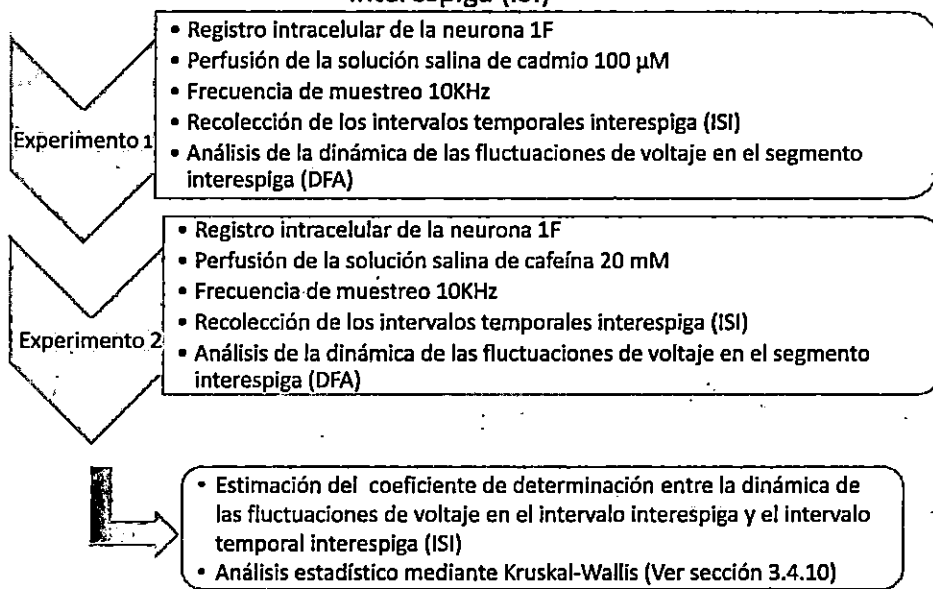 interespiga (ISI)
• Registro intracelular de la neurona 1F
• Perfusión de la solución salina de cadmio 100 µM
• Frecuencia de muestreo 10KHz
Experimento 1
• Recolección de los intervalos temporales interespiga (ISI)
• Análisis de la dinámica de las fluctuaciones de voltaje en el segmento
interespiga (DFA)
• Registro intracelular de la neurona 1F
• Perfusión de la solución salina de cafeína 20 mM
• Frecuencia de muestreo 10KHz
Experimento 2
• Recolección de los intervalos temporales interespiga (ISI)
• Análisis de la dinámica de las fluctuaciones de voltaje en el segmento
interespiga (DFA)
• Estimación del coeficiente de determinación entre la dinámica de
las fluctuaciones de voltaje en el intervalo interespiga y el intervalo
temporal interespiga (ISI)
• Análisis estadístico mediante Kruskal-Wallis (Ver sección 3.4.10)